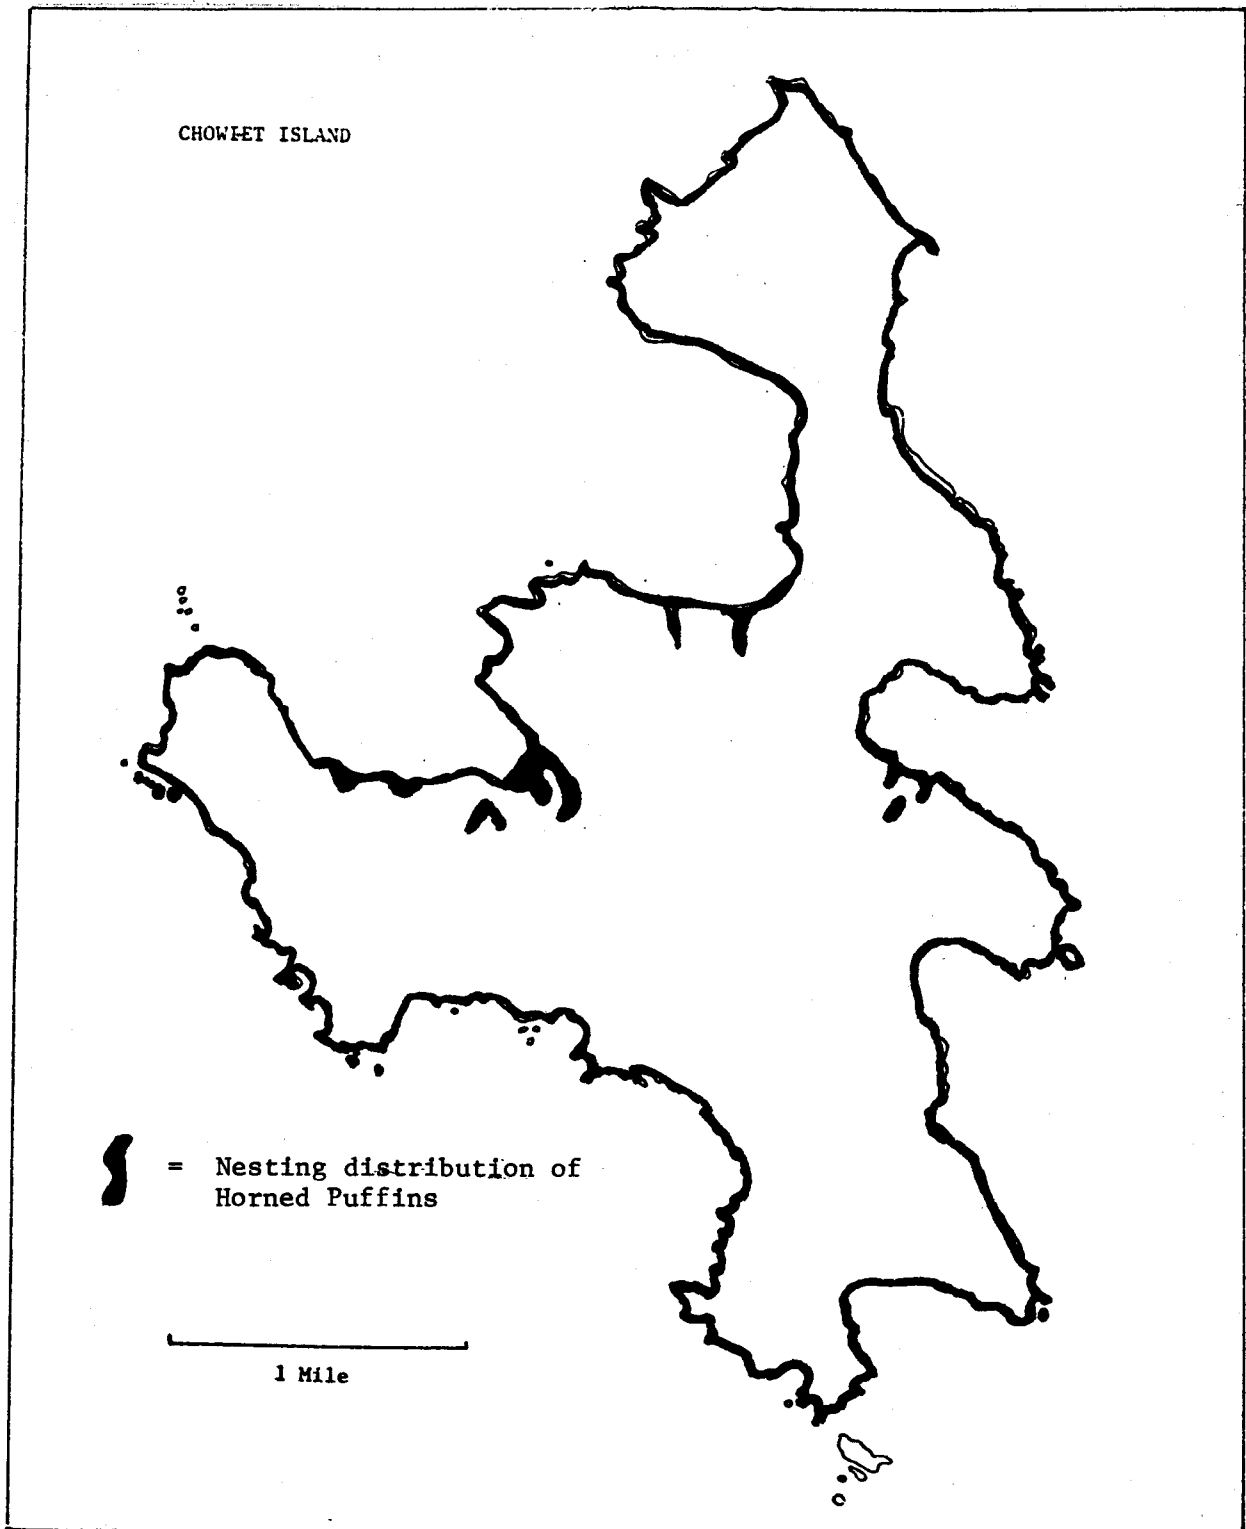 CHOWIET ISLAND
= Nesting distribution of
Horned Puffins
1 Mile